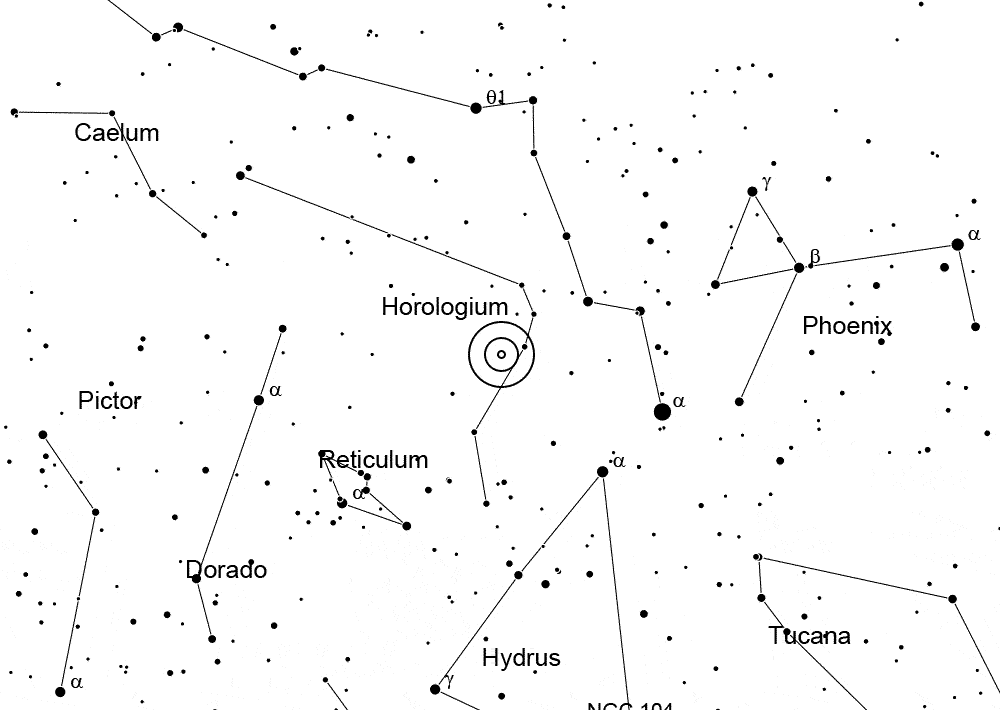 θ1
Caelum
γ
α
β
Horologium
Phoenix
α
Pictor
α
Reticulum
α
α
Dorado
Tucana
Hydrus
α
γ
NGC 104